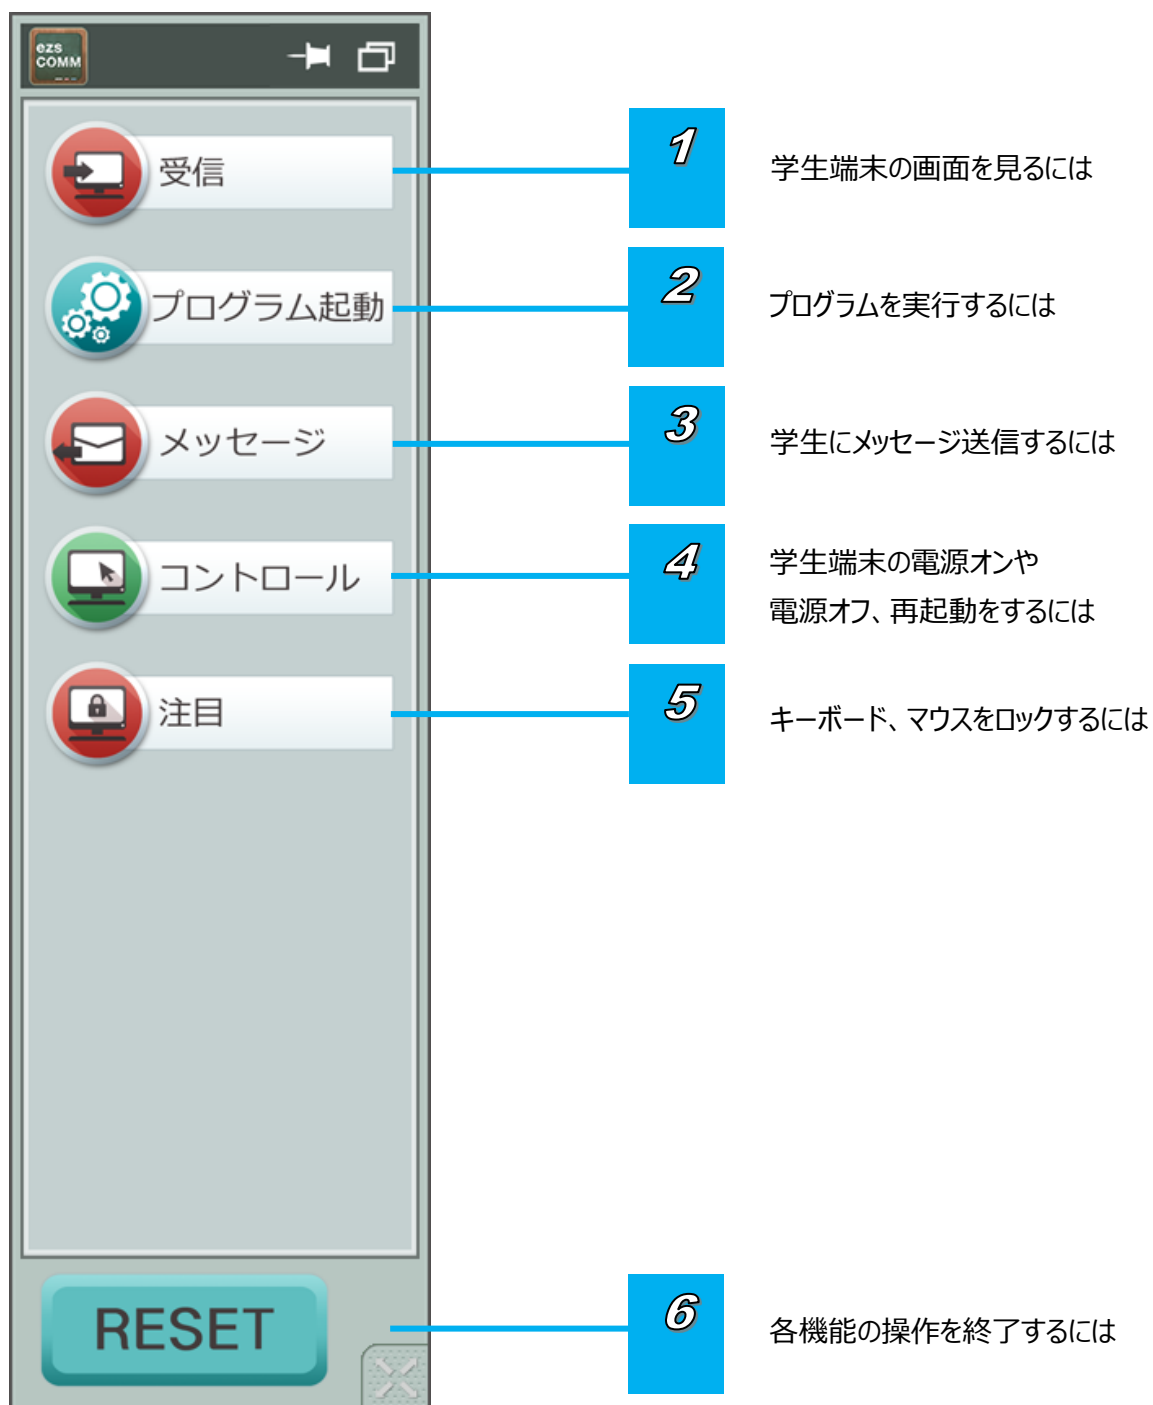 ezs
COMM
受信
1
学生端末の画面を見るには
プログラム起動
2
プログラムを実行するには
メッセージ
3
学生にメッセージ送信するには
コントロール
4
学生端末の電源オンや
電源オフ、再起動をするには
注目
5
キーボード、マウスをロックするには
RESET
6
各機能の操作を終了するには